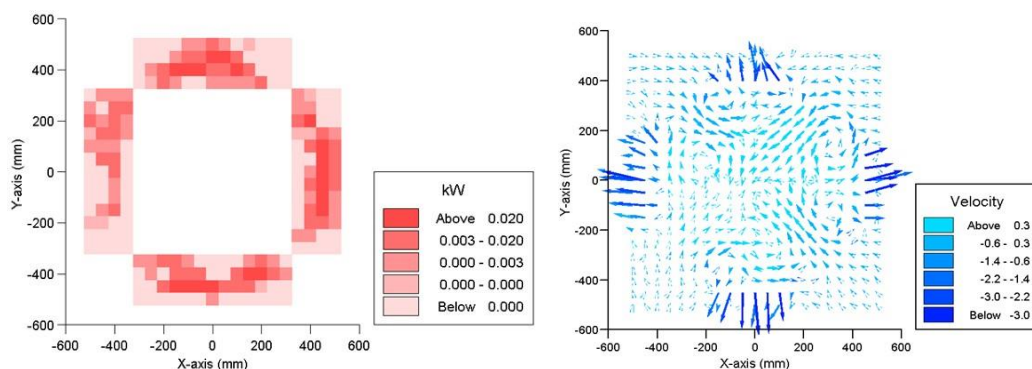 600
400
200
0
-200
-400
-600
Y-axis (mm)
-600 -400 -200 0 200 400 600
X-axis (mm)
kW
Above 0.020
0.003 - 0.020
0.000 - 0.003
0.000 - 0.000
Below 0.000
600
400
200
0
-200
-400
-600
Y-axis (mm)
-600 -400 -200 0 200 400 600
X-axis (mm)
Velocity
Above 0.3
-0.6 - 0.3
-1.4 - -0.6
-2.2 - -1.4
-3.0 - -2.2
Below -3.0